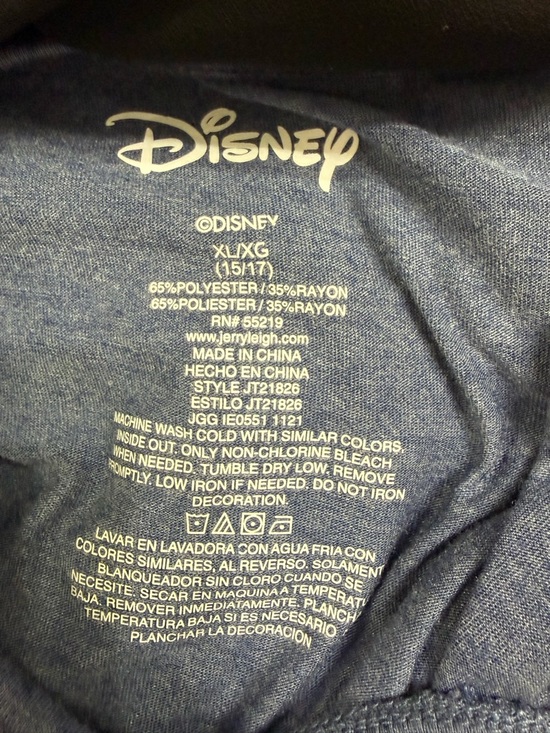 DISNEY
©DISNEY
XL/XG
(15/17)
65%POLYESTER / 35%RAYON
65%POLIESTER / 35%RAYON
RN# 55219
www.jerryleigh.com
MADE IN CHINA
HECHO EN CHINA
STYLE JT21826
ESTILO JT21826
JGG IE0551 1121
MACHINE WASH COLD WITH SIMILAR COLORS,
INSIDE OUT. ONLY NON-CHLORINE BLEACH
WHEN NEEDED. TUMBLE DRY LOW. REMOVE
PROMPTLY. LOW IRON IF NEEDED. DO NOT IRON
DECORATION.
LAVAR EN LAVADORA CON AGUA FRIA CON
COLORES SIMILARES, AL REVERSO. SOLAMENT
BLANQUEADOR SIN CLORO CUANDO SE
NECESITE. SECAR EN MAQUINA A TEMPERAT
BAJA. REMOVER INMEDIATAMENTE. PLANCH
TEMPERATURA BAJA SI ES NECESARIO
PLANCHAR LA DECORACION